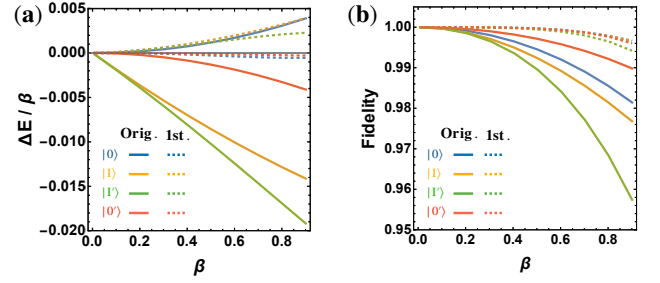 (a)
0.005
0.000
-0.005
-0.010
-0.015
-0.020
ΔE / β
Orig. 1st.
|0⟩
|1⟩
|1′⟩
|0′⟩
0.0 0.2 0.4 0.6 0.8
β
(b)
1.00
0.99
0.98
0.97
0.96
0.95
Fidelity
Orig. 1st.
|0⟩
|1⟩
|1′⟩
|0′⟩
0.0 0.2 0.4 0.6 0.8
β